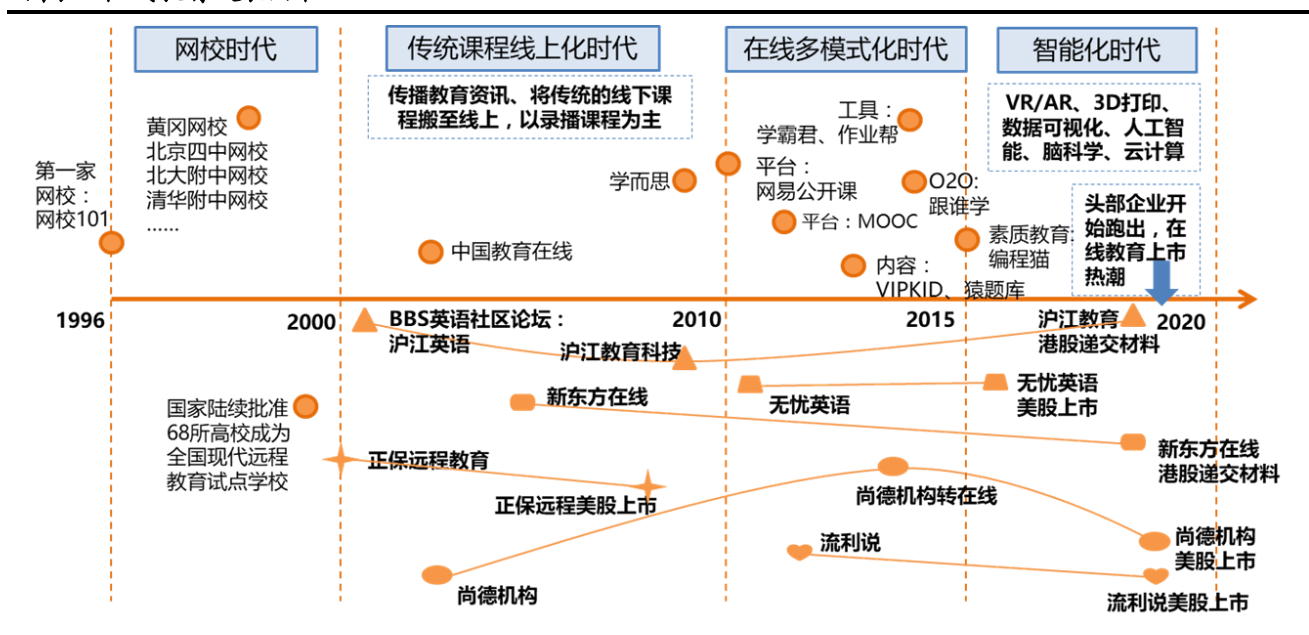 网校时代
传统课程线上化时代
在线多模式化时代
智能化时代
传播教育资讯、将传统的线下课
程搬至线上，以录播课程为主
VR/AR、3D打印、
数据可视化、人工智
能、脑科学、云计算
第一家
网校：
网校101
黄冈网校
北京四中网校
北大附中网校
清华附中网校
……
中国教育在线
学而思
工具：
学霸君、作业帮
平台：
网易公开课
平台：MOOC
O2O:
跟谁学
内容：
VIPKID、猿题库
素质教育:
编程猫
头部企业开
始跑出，在
线教育上市
热潮
1996
2000
2010
2015
2020
BBS英语社区论坛：
沪江英语
沪江教育科技
沪江教育
港股递交材料
国家陆续批准
68所高校成为
全国现代远程
教育试点学校
新东方在线
无忧英语
无忧英语
美股上市
新东方在线
港股递交材料
正保远程教育
正保远程美股上市
尚德机构转在线
尚德机构
流利说
尚德机构
美股上市
流利说美股上市